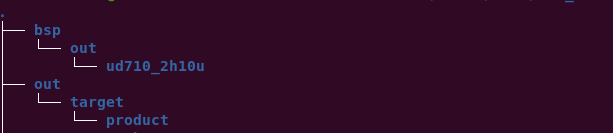 .
├── bsp
│   └── out
│       └── ud710_2h10u
├── out
│   └── target
│       └── product